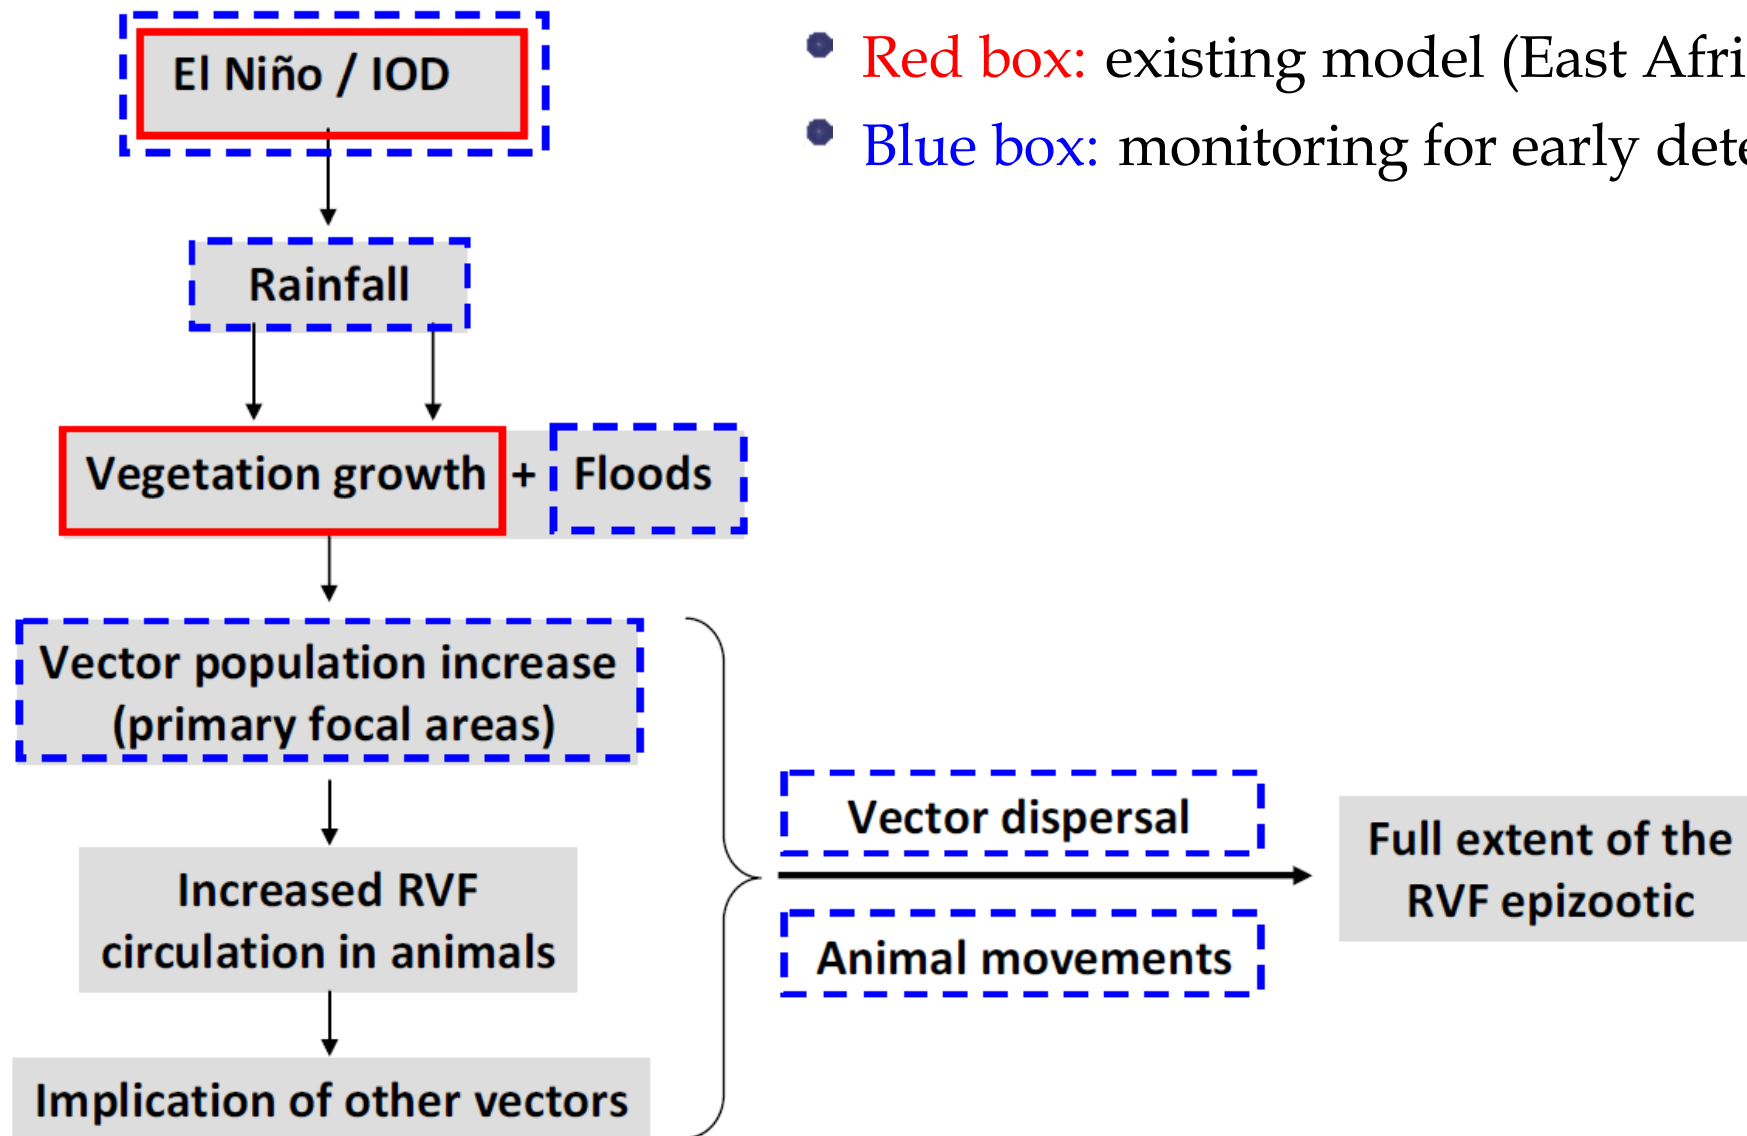 El Niño / IOD
Red box: existing model (East Afri
Blue box: monitoring for early dete
Rainfall
Vegetation growth + Floods
Vector population increase
(primary focal areas)
Increased RVF
circulation in animals
Implication of other vectors
Vector dispersal
Animal movements
Full extent of the
RVF epizootic